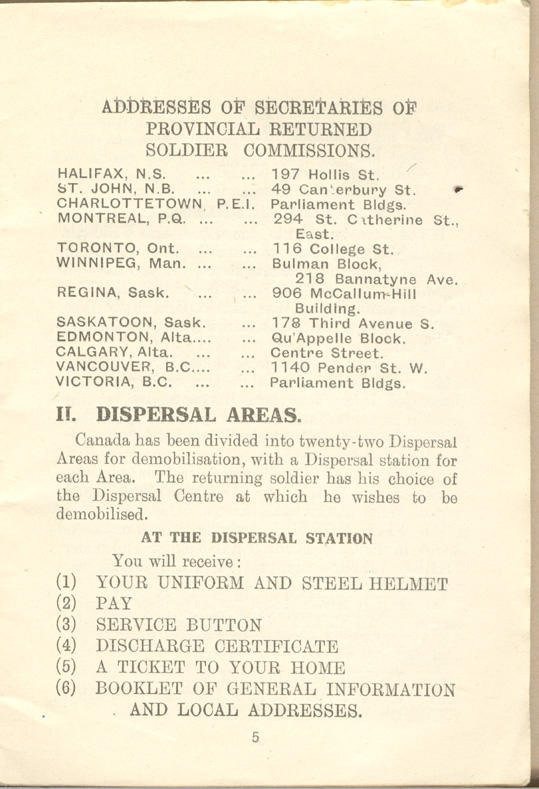 ADDRESSES OF SECRETARIES OF
PROVINCIAL RETURNED
SOLDIER COMMISSIONS.
HALIFAX, N.S. ... ... 197 Hollis St.
ST. JOHN, N.B. ... ... 49 Canterbury St.
CHARLOTTETOWN, P.E.I. Parliament Bldgs.
MONTREAL, P.Q. ... ... 294 St. Catherine St.,
East.
TORONTO, Ont. ... ... 116 College St.
WINNIPEG, Man. ... ... Bulman Block,
218 Bannatyne Ave.
REGINA, Sask. ... ... 906 McCallum-Hill
Building.
SASKATOON, Sask. ... 178 Third Avenue S.
EDMONTON, Alta.... ... Qu'Appelle Block.
CALGARY, Alta. ... ... Centre Street.
VANCOUVER, B.C.... ... 1140 Pender St. W.
VICTORIA, B.C. ... ... Parliament Bldgs.
II. DISPERSAL AREAS.
Canada has been divided into twenty-two Dispersal
Areas for demobilisation, with a Dispersal station for
each Area. The returning soldier has his choice of
the Dispersal Centre at which he wishes to be
demobilised.
AT THE DISPERSAL STATION
You will receive:
(1) YOUR UNIFORM AND STEEL HELMET
(2) PAY
(3) SERVICE BUTTON
(4) DISCHARGE CERTIFICATE
(5) A TICKET TO YOUR HOME
(6) BOOKLET OF GENERAL INFORMATION
AND LOCAL ADDRESSES.
5